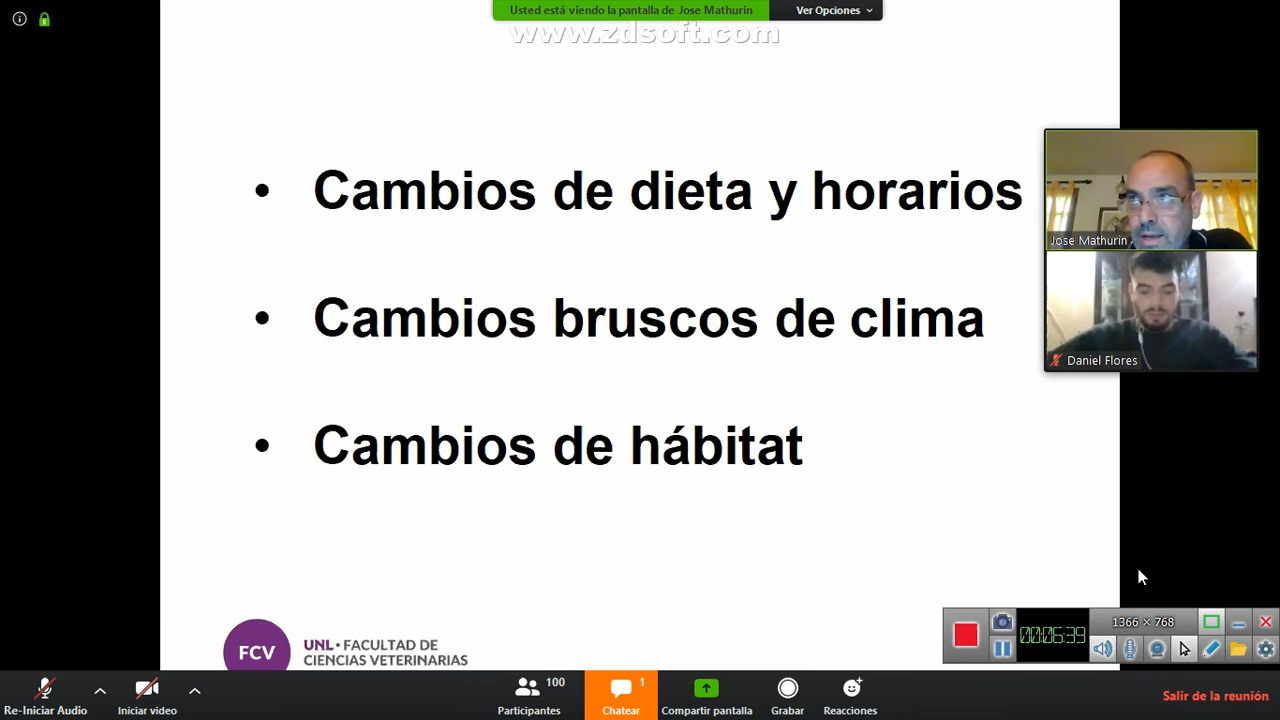 Usted está viendo la pantalla de Jose Mathurin
Ver Opciones
www.zdsoft.com
• Cambios de dieta y horarios
• Cambios bruscos de clima
• Cambios de hábitat
Jose Mathurin
Daniel Flores
FCV
UNL • FACULTAD DE
CIENCIAS VETERINARIAS
1366 × 768
00:06:39
Re-Iniciar Audio
Iniciar video
Participantes
100
Chatear
1
Compartir pantalla
Grabar
Reacciones
Salir de la reunión